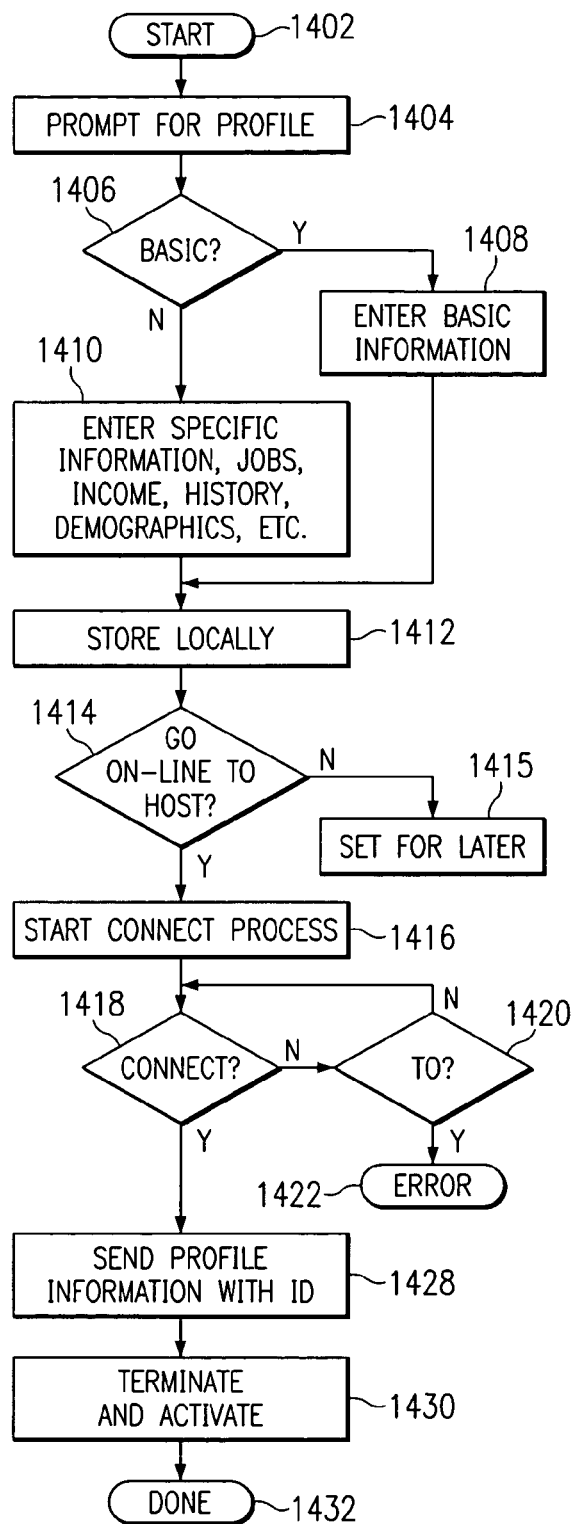 START
1402
PROMPT FOR PROFILE
1404
1406
BASIC?
Y
N
1408
ENTER BASIC
INFORMATION
1410
ENTER SPECIFIC
INFORMATION, JOBS,
INCOME, HISTORY,
DEMOGRAPHICS, ETC.
STORE LOCALLY
1412
1414
GO
ON-LINE TO
HOST?
N
Y
1415
SET FOR LATER
START CONNECT PROCESS
1416
1418
CONNECT?
N
Y
N
1420
TO?
Y
1422
ERROR
SEND PROFILE
INFORMATION WITH ID
1428
TERMINATE
AND ACTIVATE
1430
DONE
1432